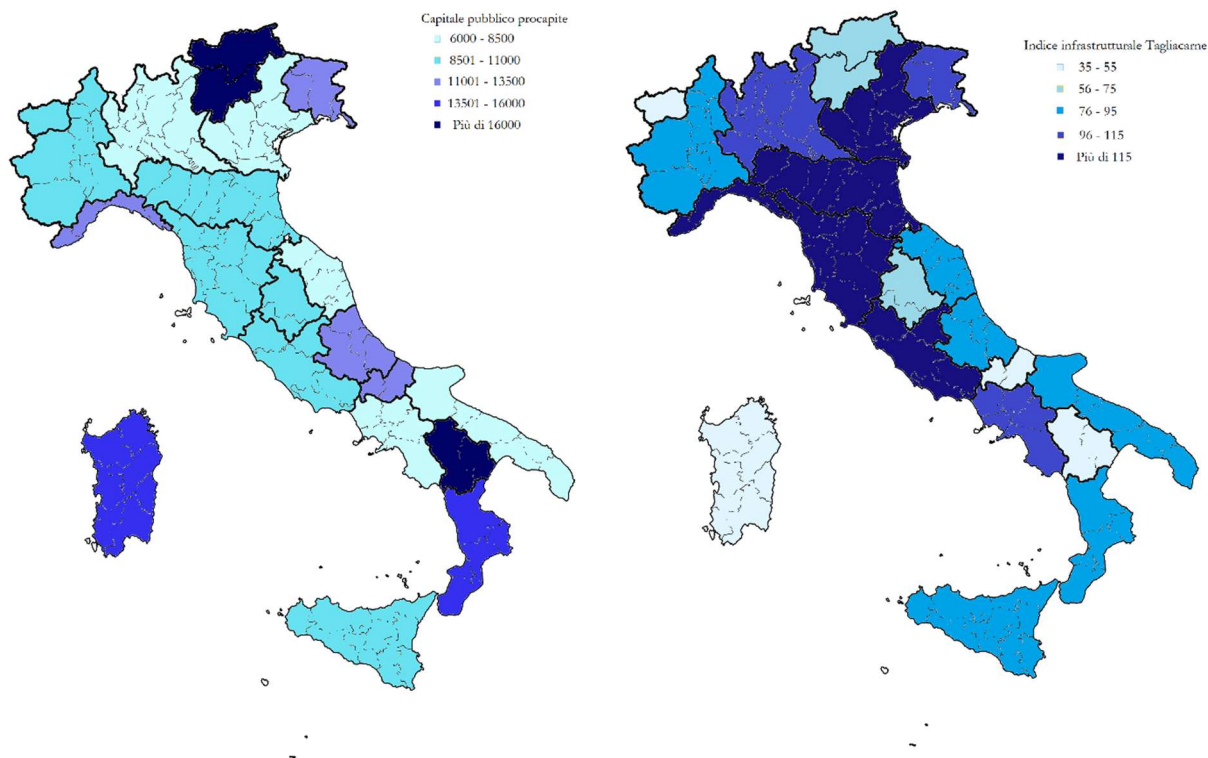 Capitale pubblico procapite
6000 - 8500
8501 - 11000
11001 - 13500
13501 - 16000
Più di 16000
Indice infrastrutturale Tagliacarne
35 - 55
56 - 75
76 - 95
96 - 115
Più di 115